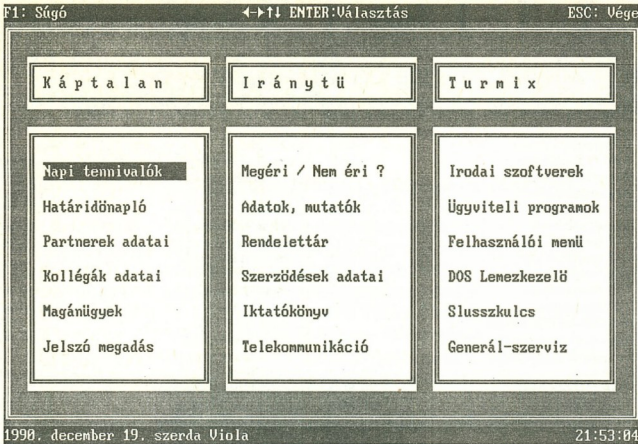 F1: Súgó ◄-►↑↓ ENTER:Választás ESC: Vége
Káptalan
Iránytü
Turmix
Napi tennivalók
Határidönapló
Partnerek adatai
Kollégák adatai
Magánügyek
Jelszó megadás
Megéri / Nem éri ?
Adatok, mutatók
Rendelettár
Szerzödések adatai
Iktatókönyv
Telekommunikáció
Irodai szoftverek
Ügyviteli programok
Felhasználói menü
DOS Lemezkezelö
Slusszkulcs
Generál-szerviz
1990. december 19. szerda Viola 21:53:04